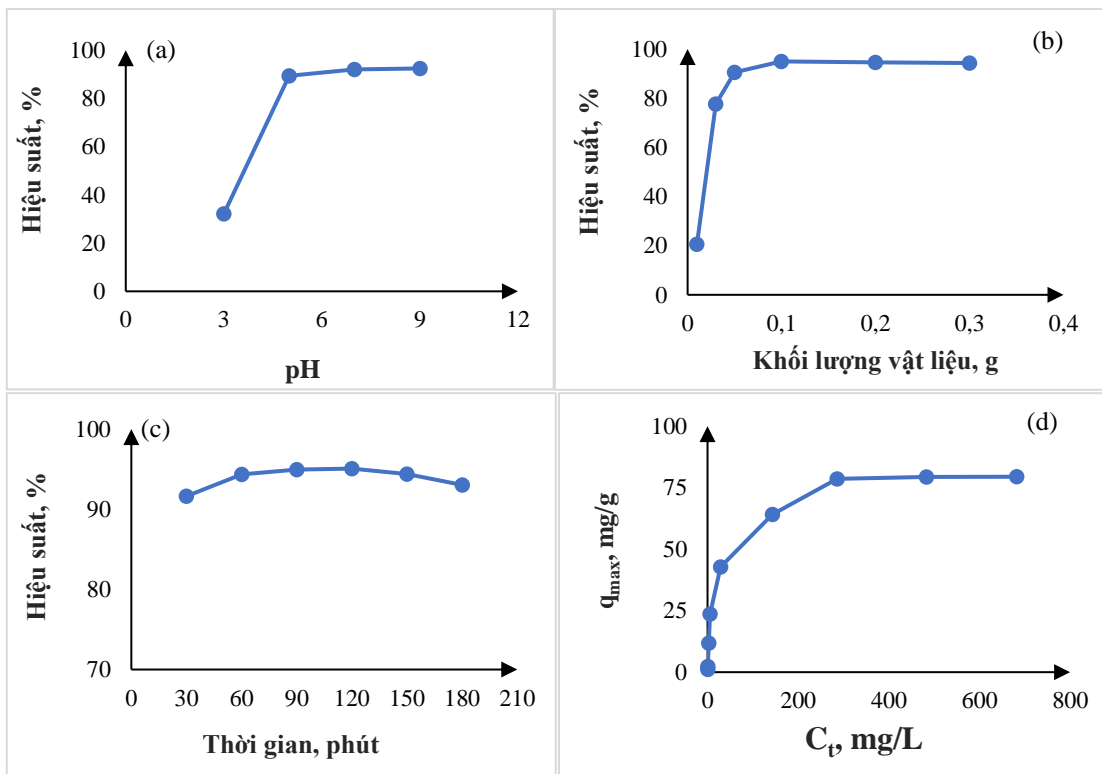 (a)
Hiệu suất, %
100
80
60
40
20
0
0 3 6 9 12
pH
(b)
Hiệu suất, %
100
80
60
40
20
0
0 0,1 0,2 0,3 0,4
Khối lượng vật liệu, g
(c)
Hiệu suất, %
100
90
80
70
0 30 60 90 120 150 180 210
Thời gian, phút
(d)
qmax, mg/g
100
75
50
25
0
0 200 400 600 800
Ct, mg/L